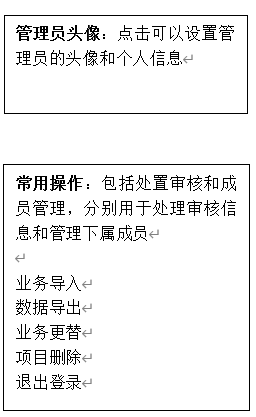 管理员头像：点击可以设置管
理员的头像和个人信息↵
常用操作：包括处置审核和成
员管理，分别用于处理审核信
息和管理下属成员↵
↵
业务导入↵
数据导出↵
业务更替↵
项目删除↵
退出登录↵